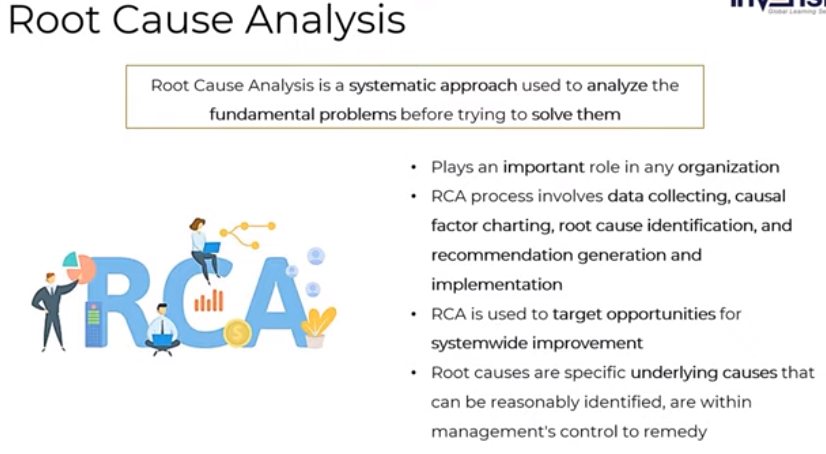 Root Cause Analysis
Global Learning
Root Cause Analysis is a systematic approach used to analyze the
fundamental problems before trying to solve them
• Plays an important role in any organization
• RCA process involves data collecting, causal
factor charting, root cause identification, and
recommendation generation and
implementation
• RCA is used to target opportunities for
systemwide improvement
• Root causes are specific underlying causes that
can be reasonably identified, are within
management's control to remedy
RCA